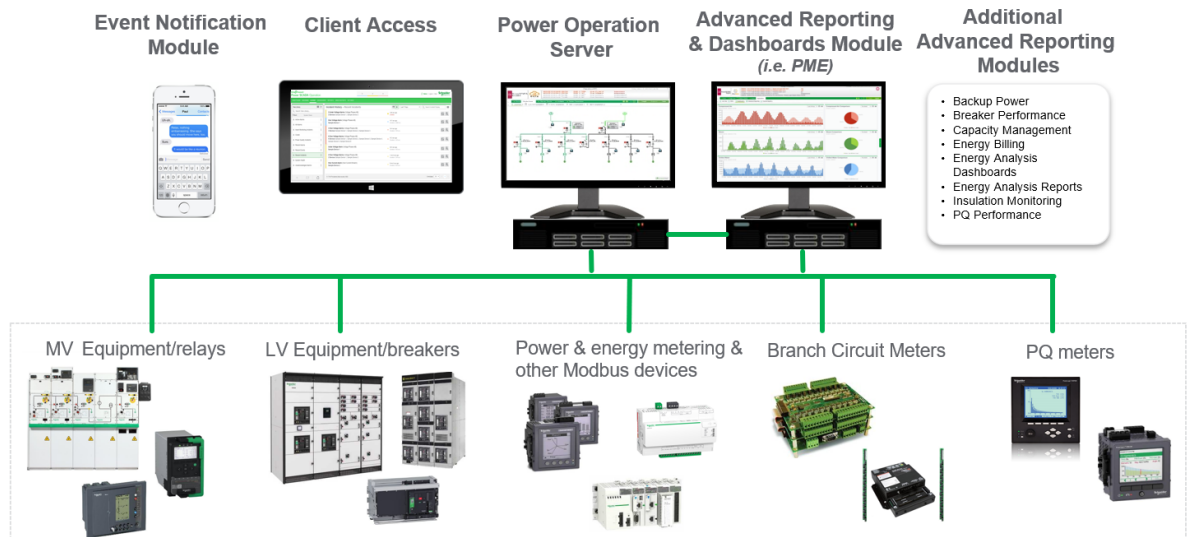 Event Notification
Module
Client Access
Power Operation
Server
Advanced Reporting
& Dashboards Module
(i.e. PME)
Additional
Advanced Reporting
Modules
• Backup Power
• Breaker Performance
• Capacity Management
• Energy Billing
• Energy Analysis
Dashboards
• Energy Analysis Reports
• Insulation Monitoring
• PQ Performance
MV Equipment/relays
LV Equipment/breakers
Power & energy metering &
other Modbus devices
Branch Circuit Meters
PQ meters